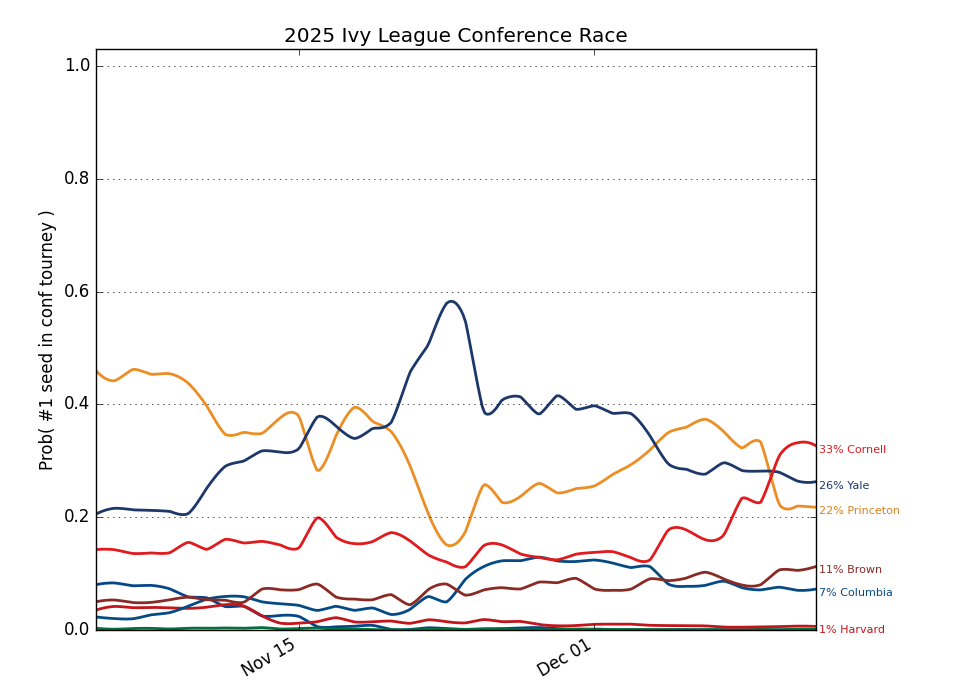 2025 Ivy League Conference Race
Prob( #1 seed in conf tourney )
1.0
0.8
0.6
0.4
0.2
0.0
Nov 15
Dec 01
33% Cornell
26% Yale
22% Princeton
11% Brown
7% Columbia
1% Harvard